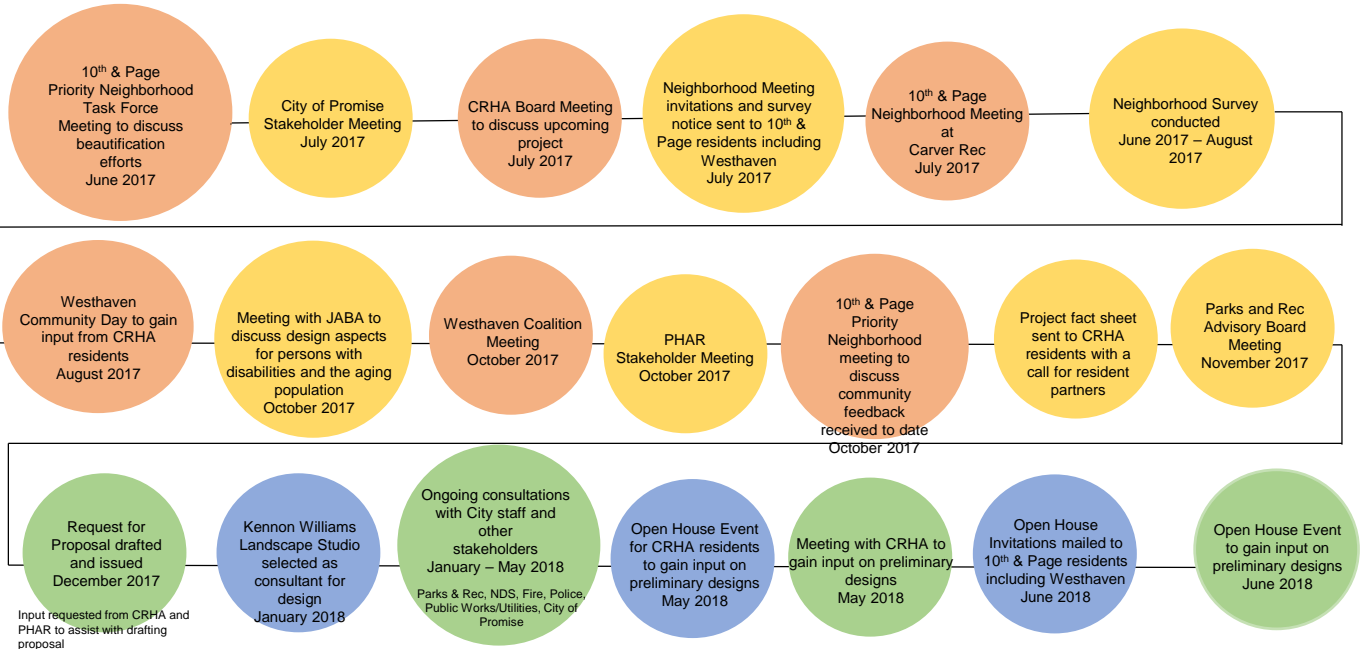 10th & Page
Priority Neighborhood
Task Force
Meeting to discuss
beautification
efforts
June 2017
City of Promise
Stakeholder Meeting
July 2017
CRHA Board Meeting
to discuss upcoming
project
July 2017
Neighborhood Meeting
invitations and survey
notice sent to 10th &
Page residents including
Westhaven
July 2017
10th & Page
Neighborhood Meeting
at
Carver Rec
July 2017
Neighborhood Survey
conducted
June 2017 – August
2017
Westhaven
Community Day to gain
input from CRHA
residents
August 2017
Meeting with JABA to
discuss design aspects
for persons with
disabilities and the aging
population
October 2017
Westhaven Coalition
Meeting
October 2017
PHAR
Stakeholder Meeting
October 2017
10th & Page
Priority
Neighborhood
meeting to
discuss
community
feedback
received to date
October 2017
Project fact sheet
sent to CRHA
residents with a
call for resident
partners
Parks and Rec
Advisory Board
Meeting
November 2017
Request for
Proposal drafted
and issued
December 2017
Input requested from CRHA and
PHAR to assist with drafting
proposal
Kennon Williams
Landscape Studio
selected as
consultant for
design
January 2018
Ongoing consultations
with City staff and
other
stakeholders
January – May 2018
Parks & Rec, NDS, Fire, Police,
Public Works/Utilities, City of
Promise
Open House Event
for CRHA residents
to gain input on
preliminary designs
May 2018
Meeting with CRHA to
gain input on preliminary
designs
May 2018
Open House
Invitations mailed to
10th & Page residents
including Westhaven
June 2018
Open House Event
to gain input on
preliminary designs
June 2018